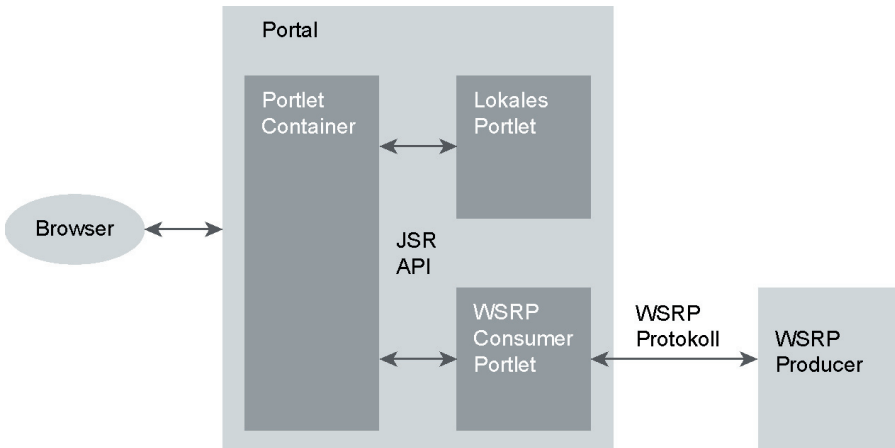 Portal
Portlet
Container
Lokales
Portlet
Browser
JSR
API
WSRP
Consumer
Portlet
WSRP
Protokoll
WSRP
Producer